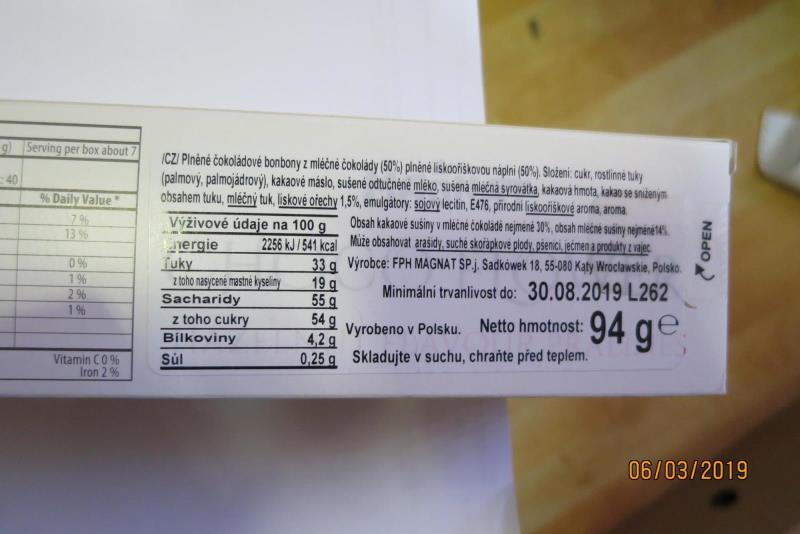 g) Serving per box about 7
: 40
% Daily Value *
7 %
13 %
0 %
1 %
2 %
1 %
Vitamin C 0 %
Iron 2 %
/CZ/ Plněné čokoládové bonbony z mléčné čokolády (50%) plněné lískooříškovou náplní (50%). Složení: cukr, rostlinné tuky
(palmový, palmojádrový), kakaové máslo, sušené odtučněné mléko, sušená mléčná syrovátka, kakaová hmota, kakao se sníženým
obsahem tuku, mléčný tuk, lískové ořechy 1,5%, emulgátory: sojový lecitin, E476, přírodní lískooříškové aroma, aroma.
Výživové údaje na 100 g
Energie 2256 kJ / 541 kcal
Tuky 33 g
z toho nasycené mastné kyseliny 19 g
Sacharidy 55 g
z toho cukry 54 g
Bílkoviny 4,2 g
Sůl 0,25 g
Obsah kakaové sušiny v mléčné čokoládě nejméně 30%, obsah mléčné sušiny nejméně 14%.
Může obsahovat arašídy, suché skořápkové plody, pšenici, ječmen a produkty z vajec.
Výrobce: FPH MAGNAT SP.j. Sadkówek 18, 55-080 Kąty Wrocławskie, Polsko.
Minimální trvanlivost do: 30.08.2019 L262
Vyrobeno v Polsku. Netto hmotnost: 94 g e
Skladujte v suchu, chraňte před teplem.
OPEN
06/03/2019